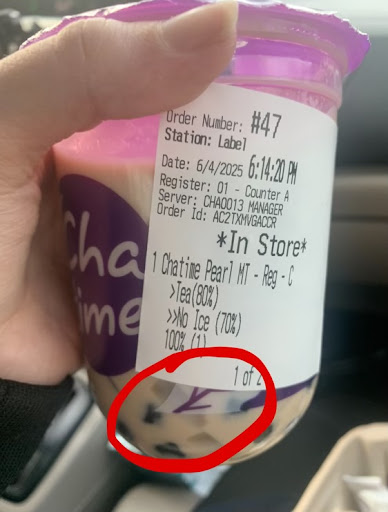 Order Number: #47
Station: Label
Date: 6/4/2025 6:14:20 PM
Register: 01 - Counter A
Server: CHA0013 MANAGER
Order Id: AC2TXMVGACCR
*In Store*
1 Chatime Pearl MT - Reg - C
>Tea(80%)
>>No Ice (70%)
100% (1)
1 of 2
Cha
time